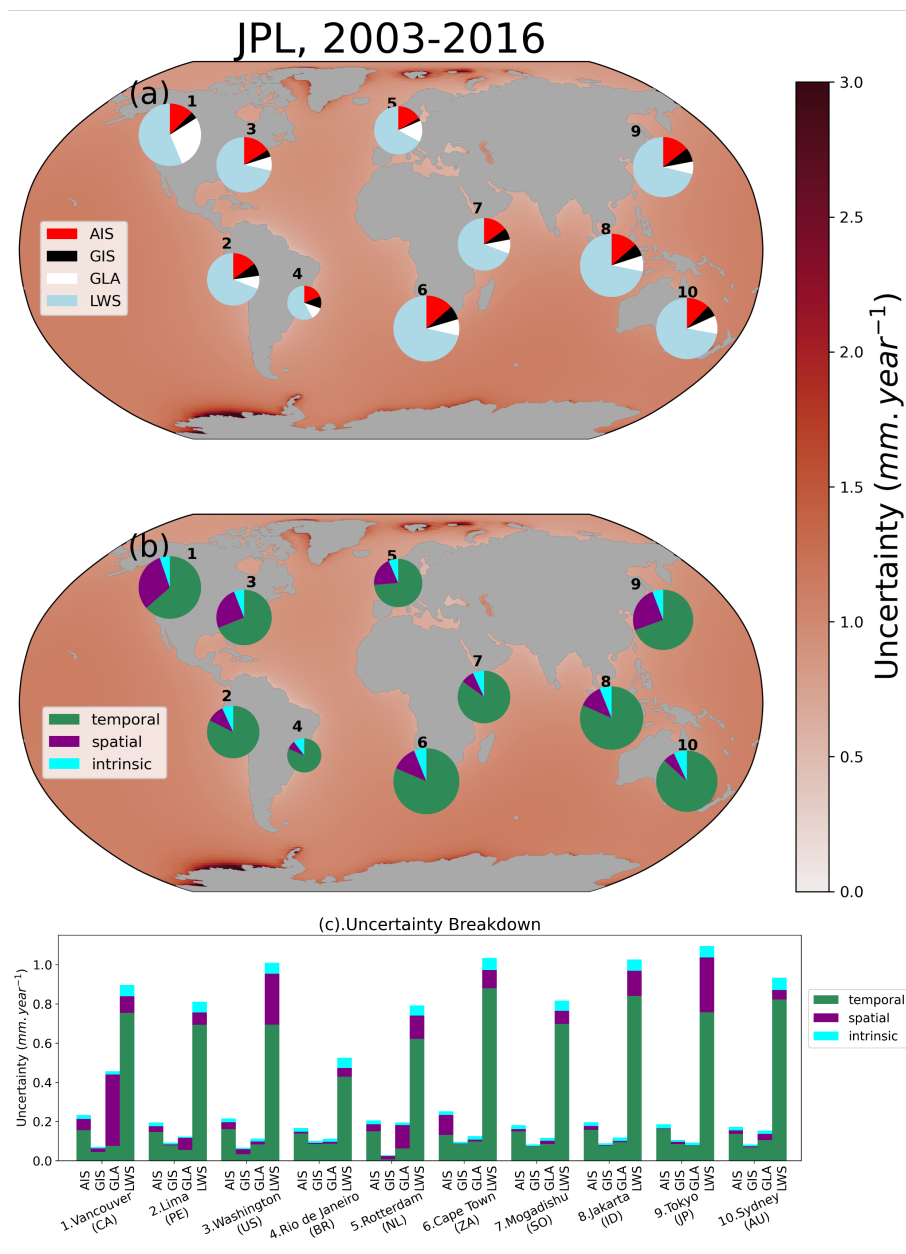 JPL, 2003-2016
(a)
1
2
3
4
5
6
7
8
9
10
AIS
GIS
GLA
LWS
(b)
1
2
3
4
5
6
7
8
9
10
temporal
spatial
intrinsic
3.0
2.5
2.0
1.5
1.0
0.5
0.0
Uncertainty (mm.year⁻¹)
(c).Uncertainty Breakdown
Uncertainty (mm.year⁻¹)
1.0
0.8
0.6
0.4
0.2
0.0
temporal
spatial
intrinsic
AIS GIS GLA LWS AIS GIS GLA LWS AIS GIS GLA LWS AIS GIS GLA LWS AIS GIS GLA LWS AIS GIS GLA LWS AIS GIS GLA LWS AIS GIS GLA LWS AIS GIS GLA LWS AIS GIS GLA LWS
1.Vancouver
(CA)
2.Lima
(PE)
3.Washington
(US)
4.Rio de Janeiro
(BR)
5.Rotterdam
(NL)
6.Cape Town
(ZA)
7.Mogadishu
(SO)
8.Jakarta
(ID)
9.Tokyo
(JP)
10.Sydney
(AU)